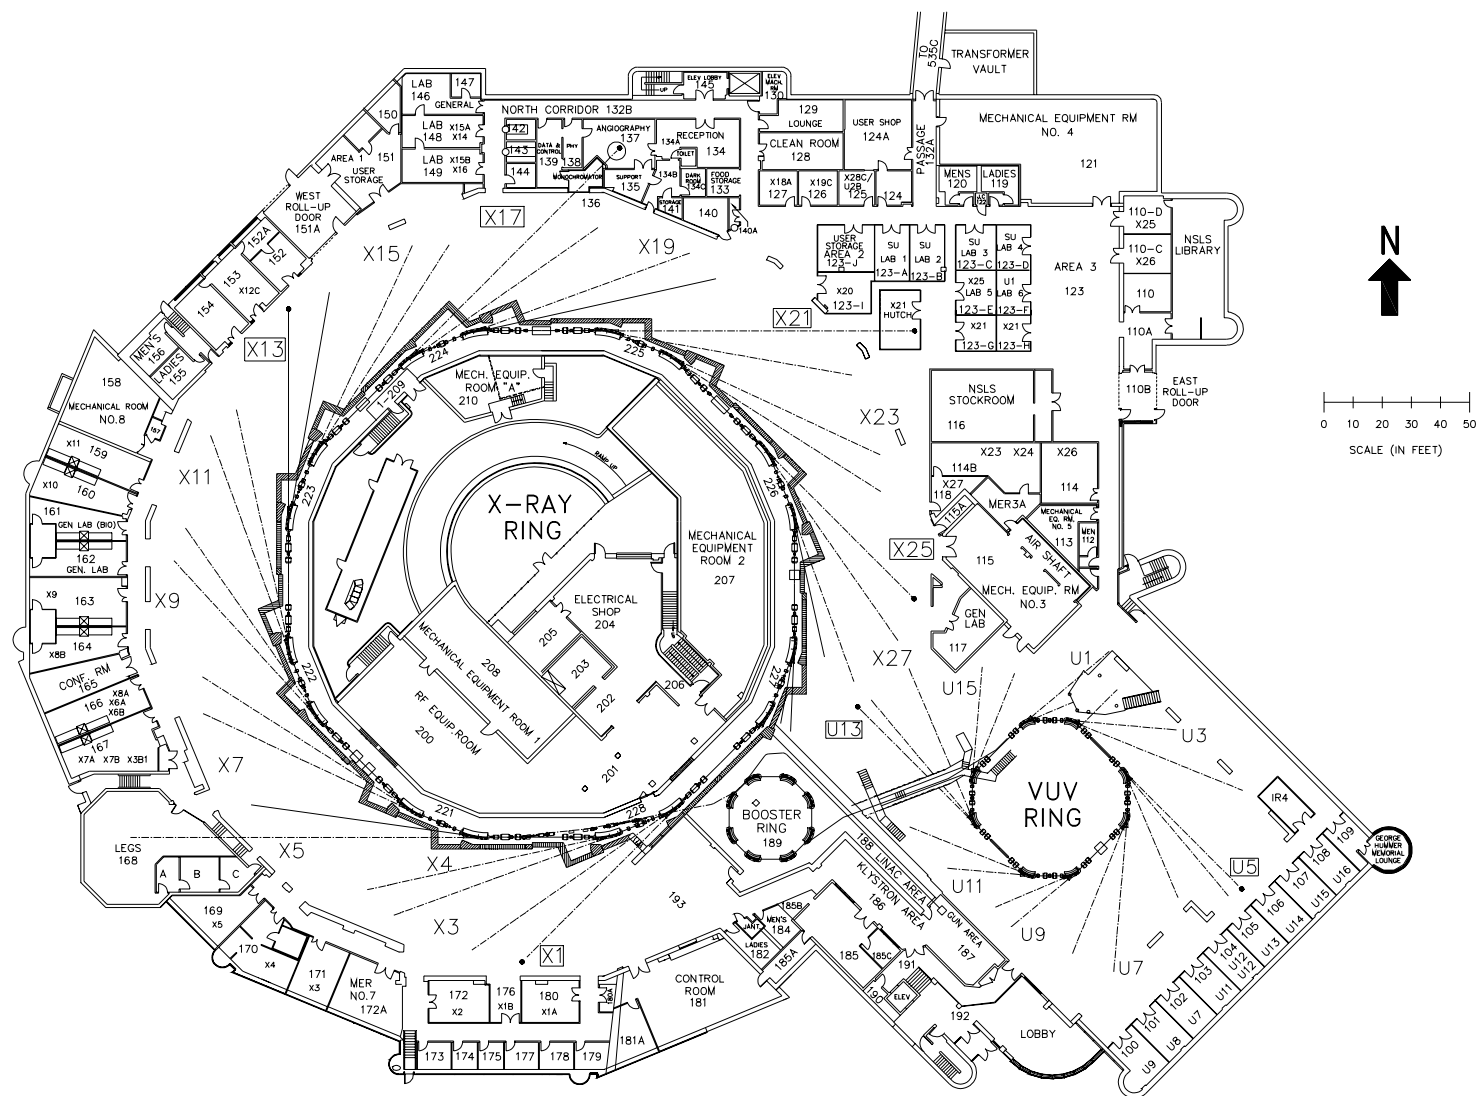 TO
535C
TRANSFORMER
VAULT
ELEV LOBBY
145
ELEV
MACH.
RM
130
UP
LAB
146
147
GENERAL
150
LAB
148
X15A
X14
LAB
149
X15B
X16
151
AREA 1
USER
STORAGE
WEST
ROLL-UP
DOOR
151A
NORTH CORRIDOR 132B
142
143
144
DATA &
CONTROL
139
PHY
138
ANGIOGRAPHY
137
MONOCHROMATOR
136
SUPPORT
135
RECEPTION
134
134A
TOILET
134B
DARK
ROOM
134C
FOOD
STORAGE
133
STORAGE
141
140
140A
129
LOUNGE
CLEAN ROOM
128
USER SHOP
124A
X18A
127
X19C
126
X28C/
U2B
125
124
PASSAGE
132A
MECHANICAL EQUIPMENT RM
NO. 4
121
MENS
120
LADIES
119
USER
STORAGE
AREA 2
123-J
SU
LAB 1
123-A
SU
LAB 2
123-B
SU
LAB 3
123-C
SU
LAB 4
123-D
X25
LAB 5
123-E
U1
LAB 6
123-F
X21
123-G
X21
123-H
X20
123-I
X21
HUTCH
AREA 3
123
110-D
X25
110-C
X26
110
110A
110B
NSLS
LIBRARY
EAST
ROLL-UP
DOOR
N
0 10 20 30 40 50
SCALE (IN FEET)
X17
X15
X19
X21
X13
X23
X11
X25
X9
X27
X7
X5
X4
X3
X1
152A
152
153
X12C
154
MEN'S
156
LADIES
155
158
MECHANICAL ROOM
NO.8
157
X11
159
X10
160
161
GEN LAB (BIO)
162
GEN. LAB
X9
163
164
X8B
CONF. RM
165
166
X8A
X6A
X6B
167
X7A X7B X3B1
LEGS
168
A
B
C
169
X5
170
X4
171
X3
MER
NO.7
172A
172
X2
176
X1B
180
X1A
180A
173
174
175
177
178
179
181A
CONTROL
ROOM
181
224
225
226
227
228
221
222
223
209
MECH. EQUIP.
ROOM "A"
210
RAMP UP
X-RAY
RING
MECHANICAL
EQUIPMENT
ROOM 2
207
ELECTRICAL
SHOP
204
205
203
202
206
201
208
MECHANICAL EQUIPMENT ROOM 1
RF EQUIP. ROOM
200
NSLS
STOCKROOM
116
X23 X24
X26
114B
114
X27
118
115A
MER3A
MECHANICAL
EQ. RM.
NO. 5
113
MEN
112
AIR SHAFT
115
MECH. EQUIP. RM
NO.3
GEN
LAB
117
U15
U1
U13
U3
U11
U9
U7
U5
VUV
RING
IR4
BOOSTER
RING
189
188 LINAC AREA
KLYSTRON AREA
186
GUN AREA
187
193
185B
MEN'S
184
JANT.
LADIES
182
185A
185
185C
191
190
ELEV
192
LOBBY
GEORGE
HUMMER
MEMORIAL
LOUNGE
109
108
107
106
105
104
103
102
101
100
U16
U15
U14
U13
U12
U12
U11
U7
U8
U9